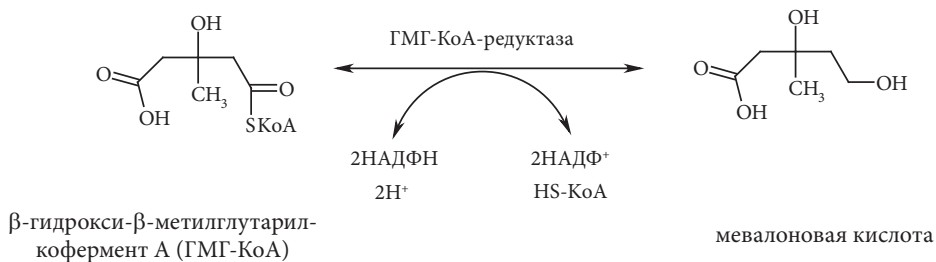 OH
ГМГ-КоА-редуктаза
O
OH
CH₃
O
SKoA
2НАДФН
2H⁺
2НАДФ⁺
HS-KoA
OH
O
OH
CH₃
OH
β-гидрокси-β-метилглутарил-
кофермент А (ГМГ-КоА)
мевалоновая кислота